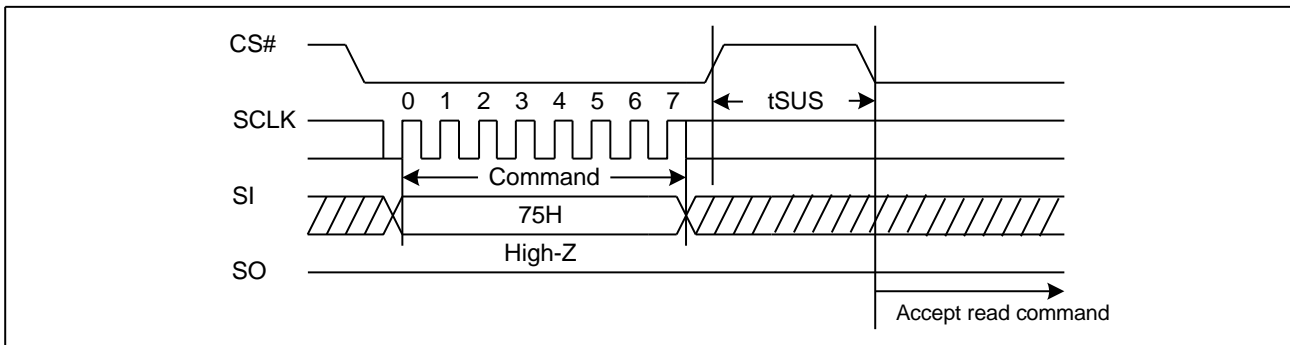 CS#
tSUS
0 1 2 3 4 5 6 7
SCLK
Command
SI
75H
High-Z
SO
Accept read command